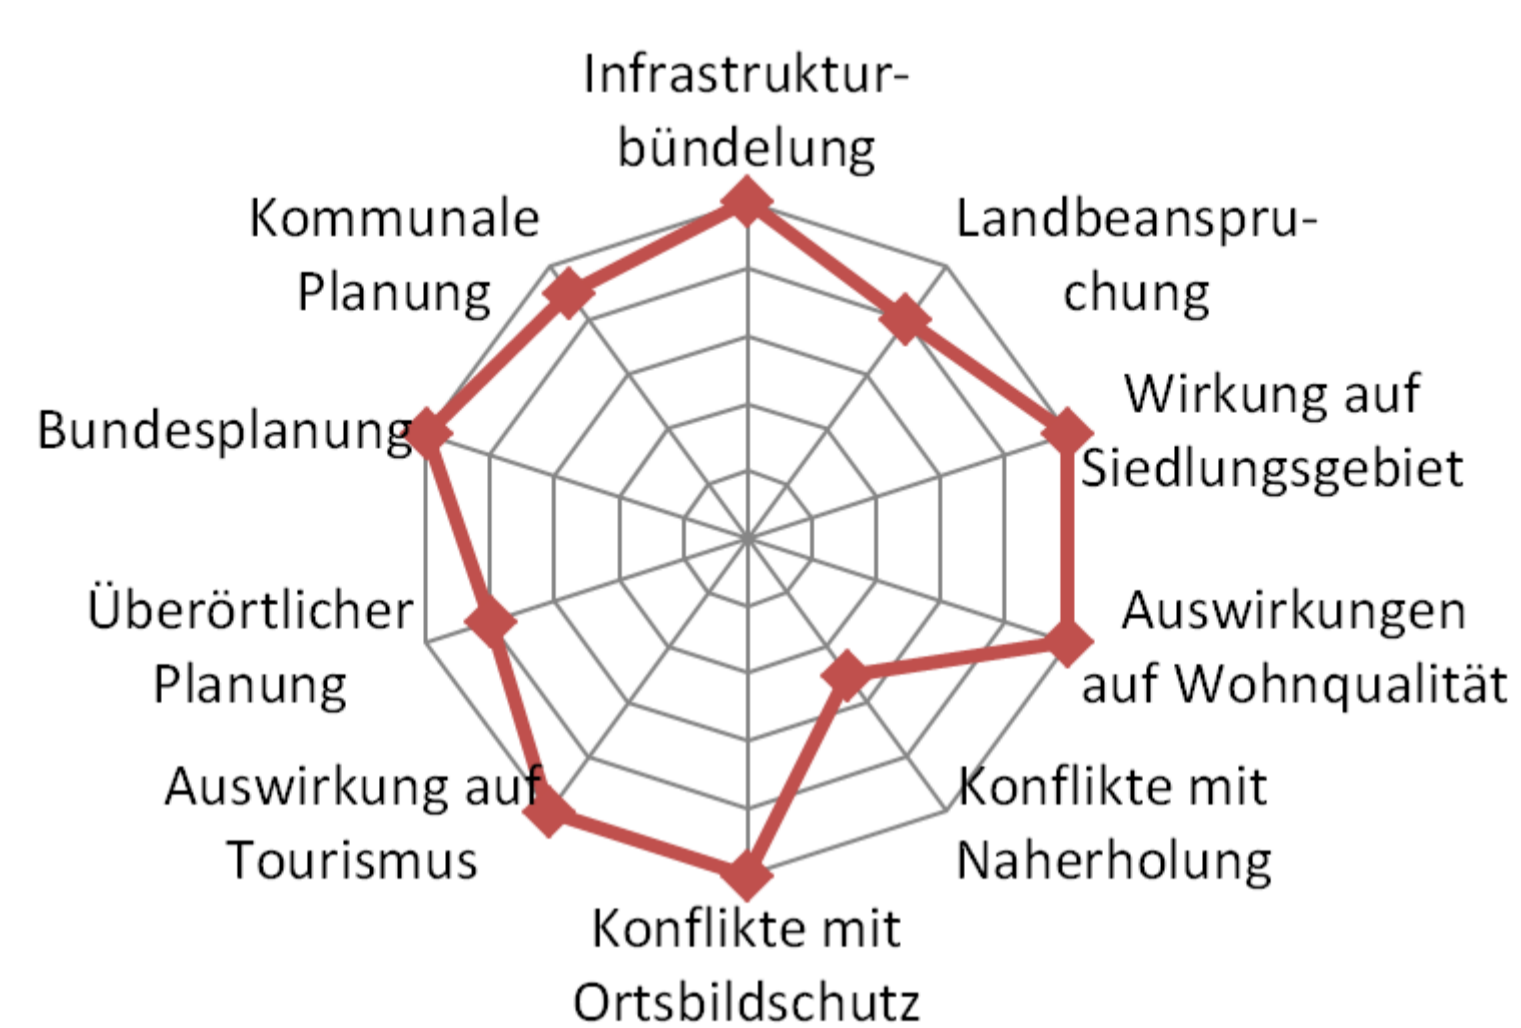 Infrastruktur-
bündelung
Landbeanspru-
chung
Wirkung auf
Siedlungsgebiet
Auswirkungen
auf Wohnqualität
Konflikte mit
Naherholung
Konflikte mit
Ortsbildschutz
Auswirkung auf
Tourismus
Überörtlicher
Planung
Bundesplanung
Kommunale
Planung